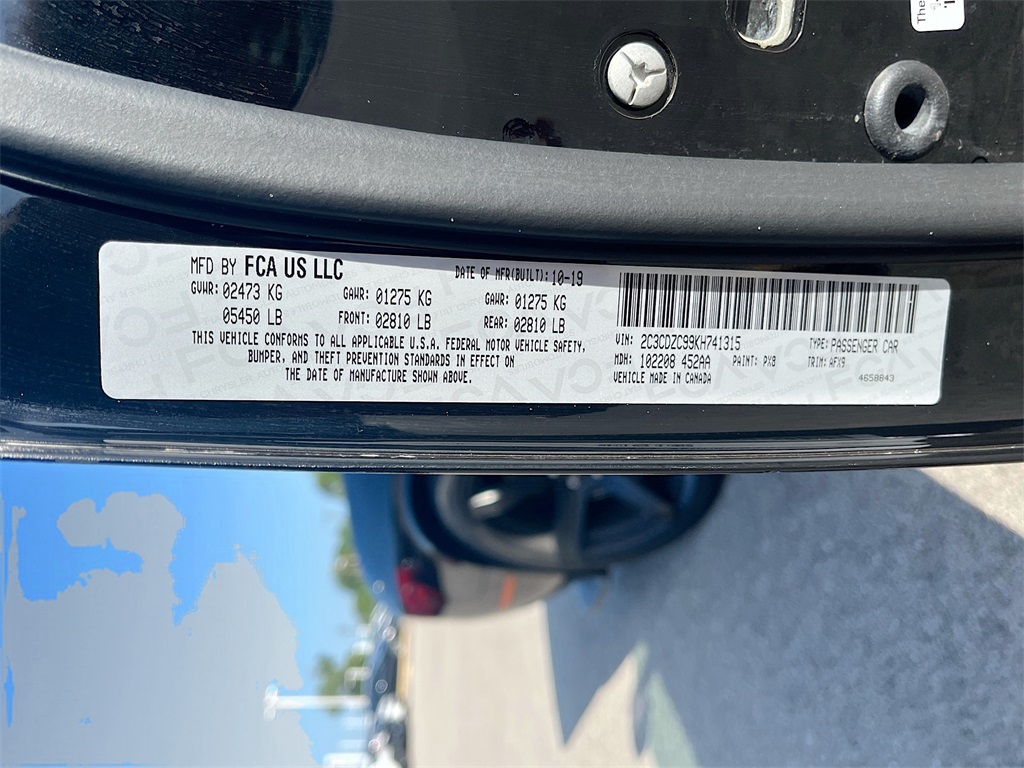 The
MFD BY FCA US LLC
DATE OF MFR(BUILT): 10-19
GVWR: 02473 KG
GAWR: 01275 KG
GAWR: 01275 KG
05450 LB
FRONT: 02810 LB
REAR: 02810 LB
THIS VEHICLE CONFORMS TO ALL APPLICABLE U.S.A. FEDERAL MOTOR VEHICLE SAFETY,
BUMPER, AND THEFT PREVENTION STANDARDS IN EFFECT ON
THE DATE OF MANUFACTURE SHOWN ABOVE.
VIN: 2C3CDZC99KH741315
TYPE: PASSENGER CAR
MDH: 102208 452AA
PAINT: PX8
TRIM: AFX9
VEHICLE MADE IN CANADA
4658843